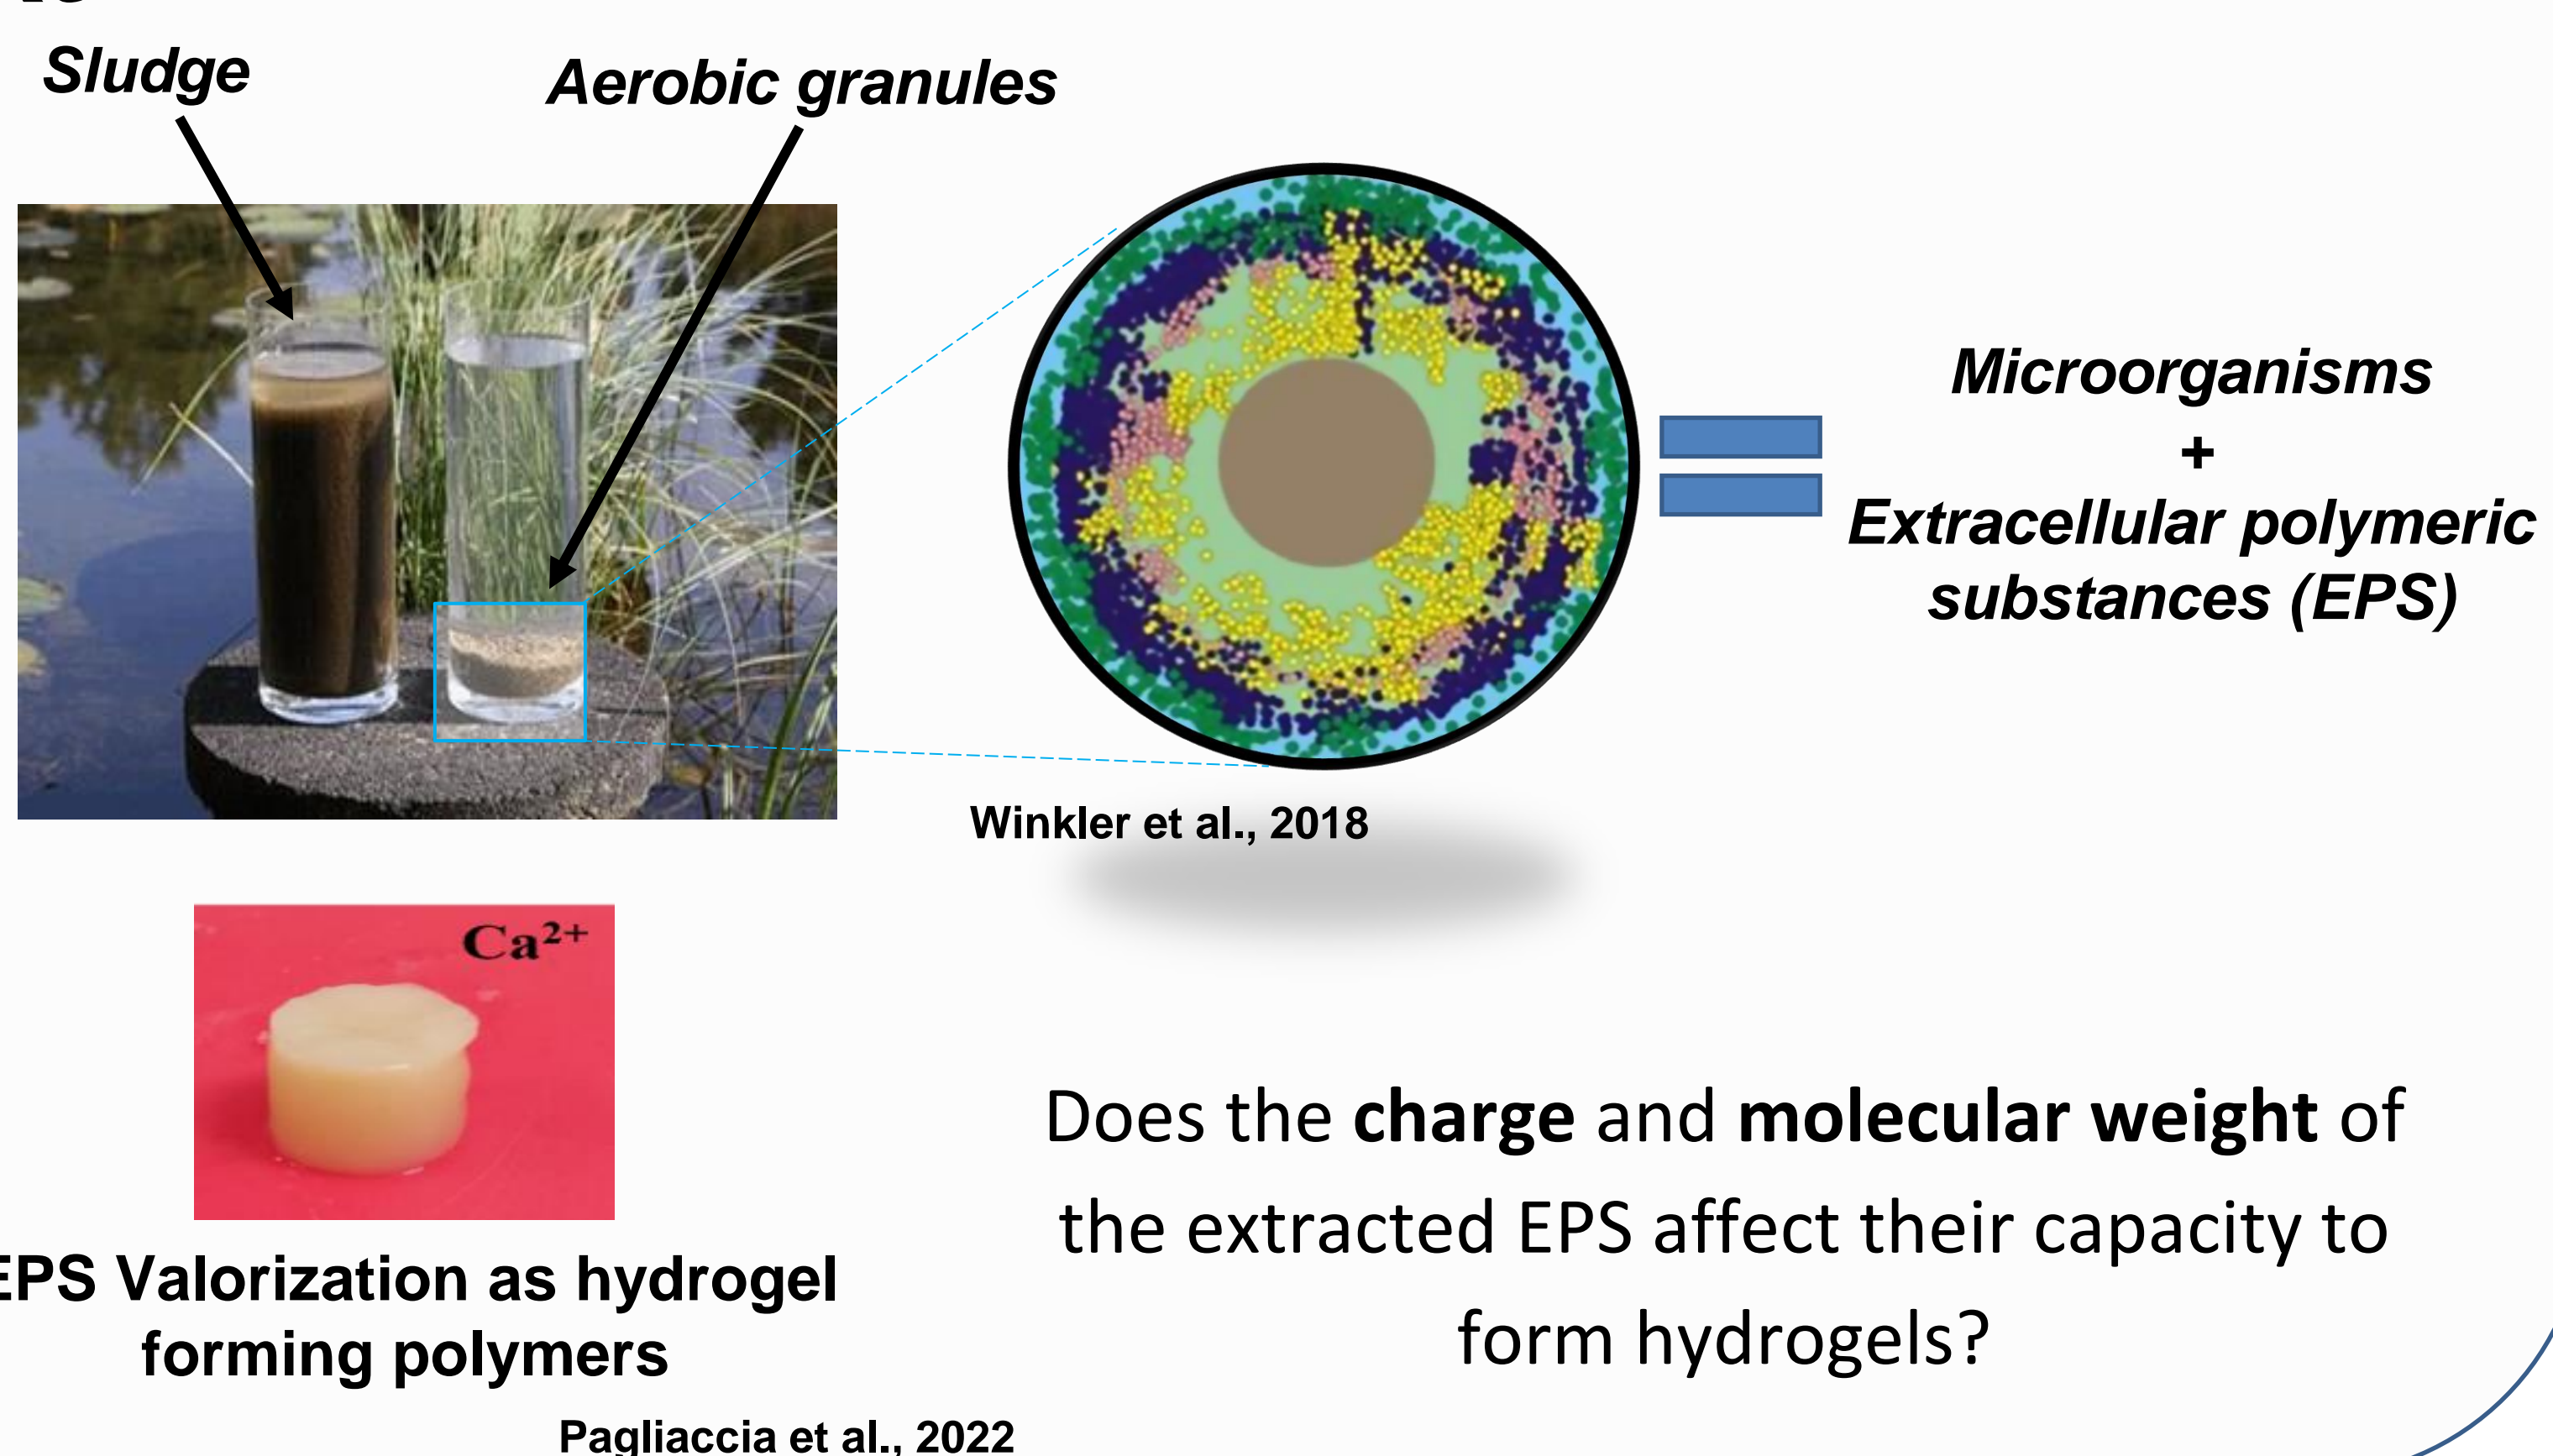 Sludge
Aerobic granules
Microorganisms
+
Extracellular polymeric
substances (EPS)
Winkler et al., 2018
Ca²⁺
EPS Valorization as hydrogel
forming polymers
Pagliaccia et al., 2022
Does the charge and molecular weight of
the extracted EPS affect their capacity to
form hydrogels?